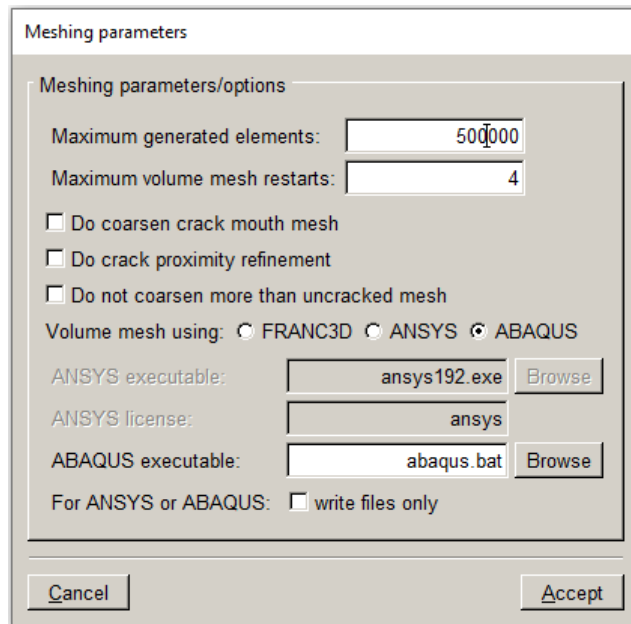 Meshing parameters
Meshing parameters/options
Maximum generated elements: 500000
Maximum volume mesh restarts: 4
Do coarsen crack mouth mesh
Do crack proximity refinement
Do not coarsen more than uncracked mesh
Volume mesh using: FRANC3D ANSYS ABAQUS
ANSYS executable: ansys192.exe Browse
ANSYS license: ansys
ABAQUS executable: abaqus.bat Browse
For ANSYS or ABAQUS: write files only
Cancel Accept